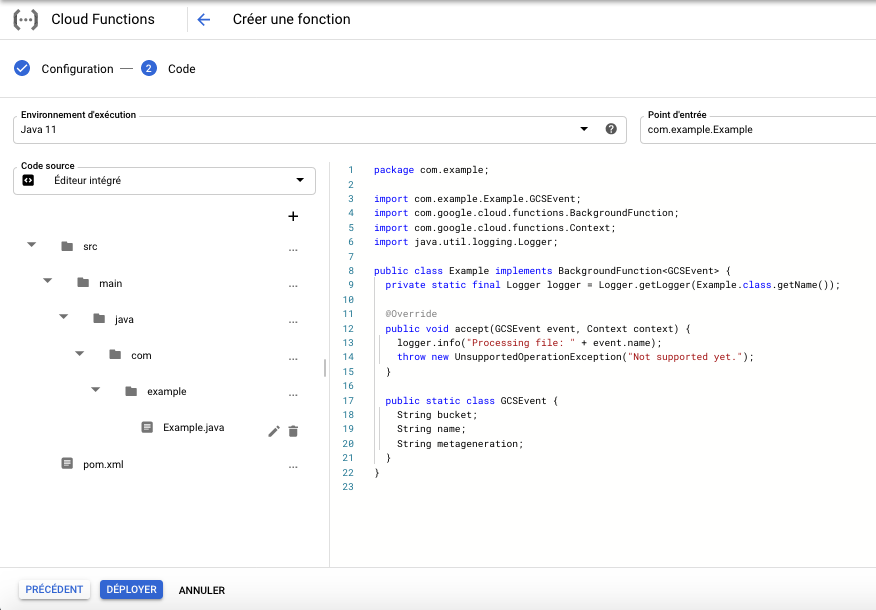 Cloud Functions
Créer une fonction
Configuration — 2 Code
Environnement d'exécution
Java 11
Point d'entrée
com.example.Example
Code source
Éditeur intégré
+
src ...
main ...
java ...
com ...
example ...
Example.java
pom.xml ...
1 package com.example;
2
3 import com.example.Example.GCSEvent;
4 import com.google.cloud.functions.BackgroundFunction;
5 import com.google.cloud.functions.Context;
6 import java.util.logging.Logger;
7
8 public class Example implements BackgroundFunction<GCSEvent> {
9 private static final Logger logger = Logger.getLogger(Example.class.getName());
10
11 @Override
12 public void accept(GCSEvent event, Context context) {
13 logger.info("Processing file: " + event.name);
14 throw new UnsupportedOperationException("Not supported yet.");
15 }
16
17 public static class GCSEvent {
18 String bucket;
19 String name;
20 String metageneration;
21 }
22 }
23
PRÉCÉDENT DÉPLOYER ANNULER